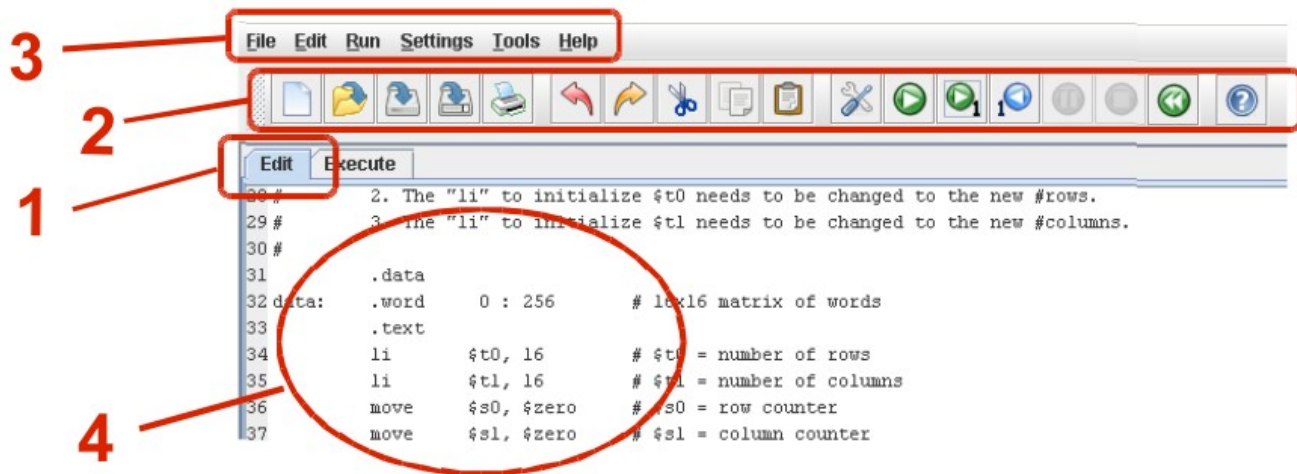 3
File Edit Run Settings Tools Help
2
1 1
1
Edit Execute
28 # 2. The "li" to initialize $t0 needs to be changed to the new #rows.
29 # 3. The "li" to initialize $t1 needs to be changed to the new #columns.
30 #
31 .data
32 data: .word 0 : 256 # 16x16 matrix of words
33 .text
34 li $t0, 16 # $t0 = number of rows
35 li $t1, 16 # $t1 = number of columns
36 move $s0, $zero # $s0 = row counter
37 move $s1, $zero # $s1 = column counter
4